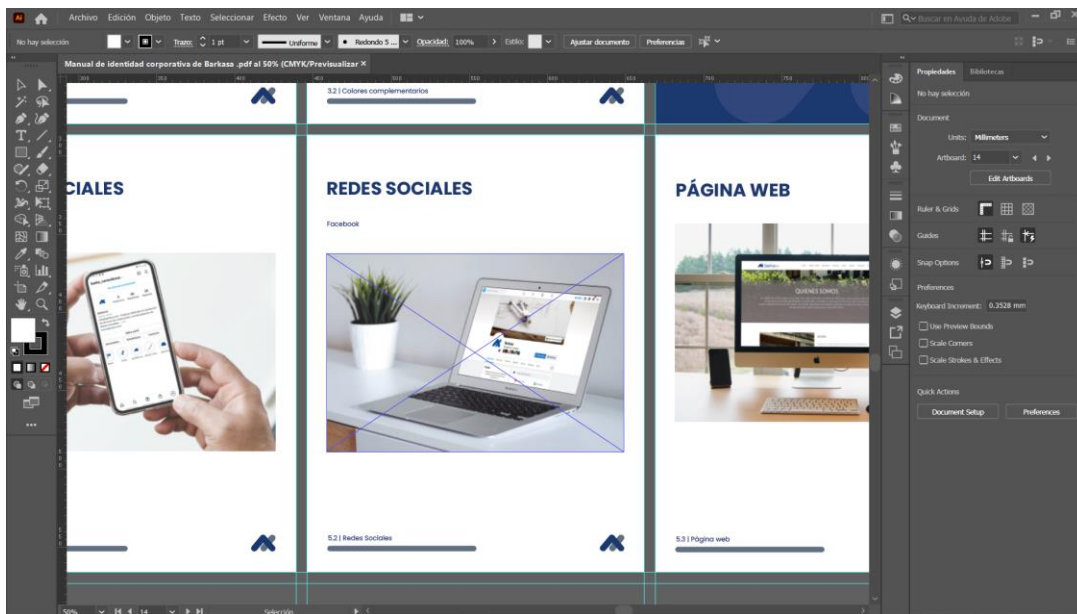 Ai Archivo Edición Objeto Texto Seleccionar Efecto Ver Ventana Ayuda
Buscar en Ayuda de Adobe
No hay selección
Trazo: 1 pt
Uniforme
Redondo 5 ...
Opacidad: 100%
Estilo:
Ajustar documento
Preferencias
Manual de identidad corporativa de Barkasa .pdf al 50% (CMYK/Previsualizar ×
3.2 | Colores complementarios
CIALES
REDES SOCIALES
Facebook
5.2 | Redes Sociales
PÁGINA WEB
QUIÉNES SOMOS
5.3 | Página web
50%
14
Selección
Propiedades Bibliotecas
No hay selección
Document
Units: Millimeters
Artboard: 14
Edit Artboards
Ruler & Grids
Guides
Snap Options
Preferences
Keyboard Increment: 0.3528 mm
Use Preview Bounds
Scale Corners
Scale Strokes & Effects
Quick Actions
Document Setup
Preferences